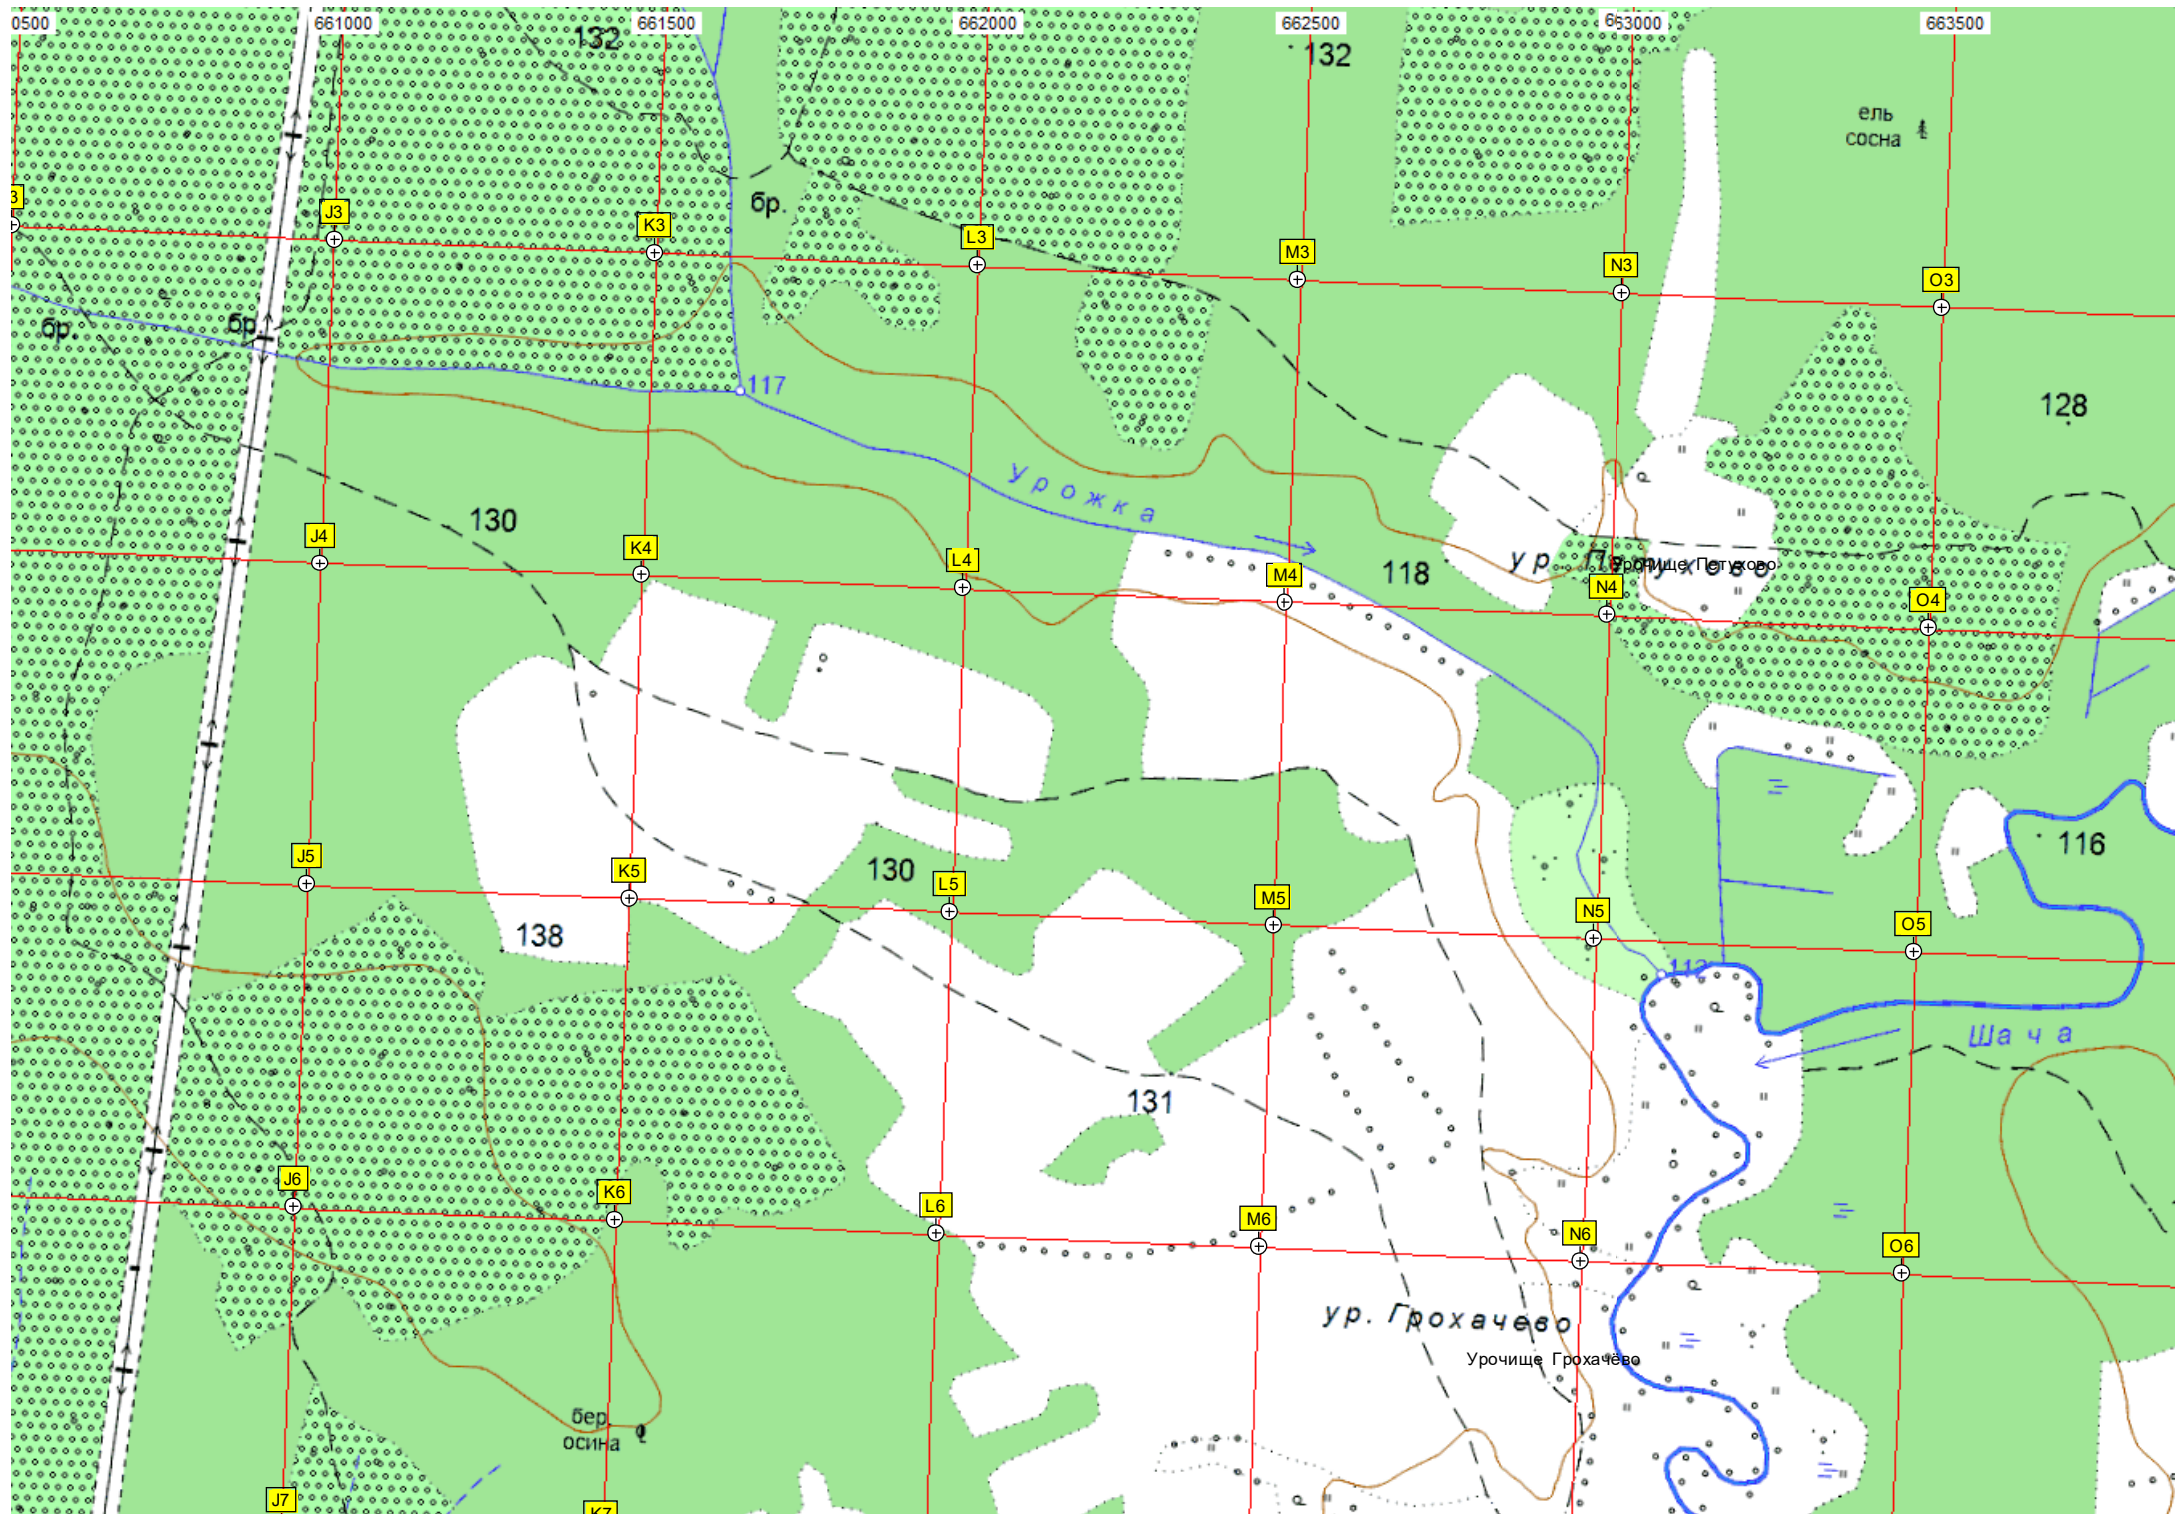 0500 661000 661500 662000 662500 663000 663500
132
132
ель
сосна
бр.
3 J3 K3 L3 M3 N3 O3
бр.
бр.
117
128
Урожка
130
118
ур. Петухово
Урочище Петухово
J4 K4 L4 M4 N4 O4
116
J5 K5 L5 M5 N5 O5
130
138
112
Шача
131
J6 K6 L6 M6 N6 O6
ур. Грохачево
Урочище Грохачёво
бер.
осина
J7 K7